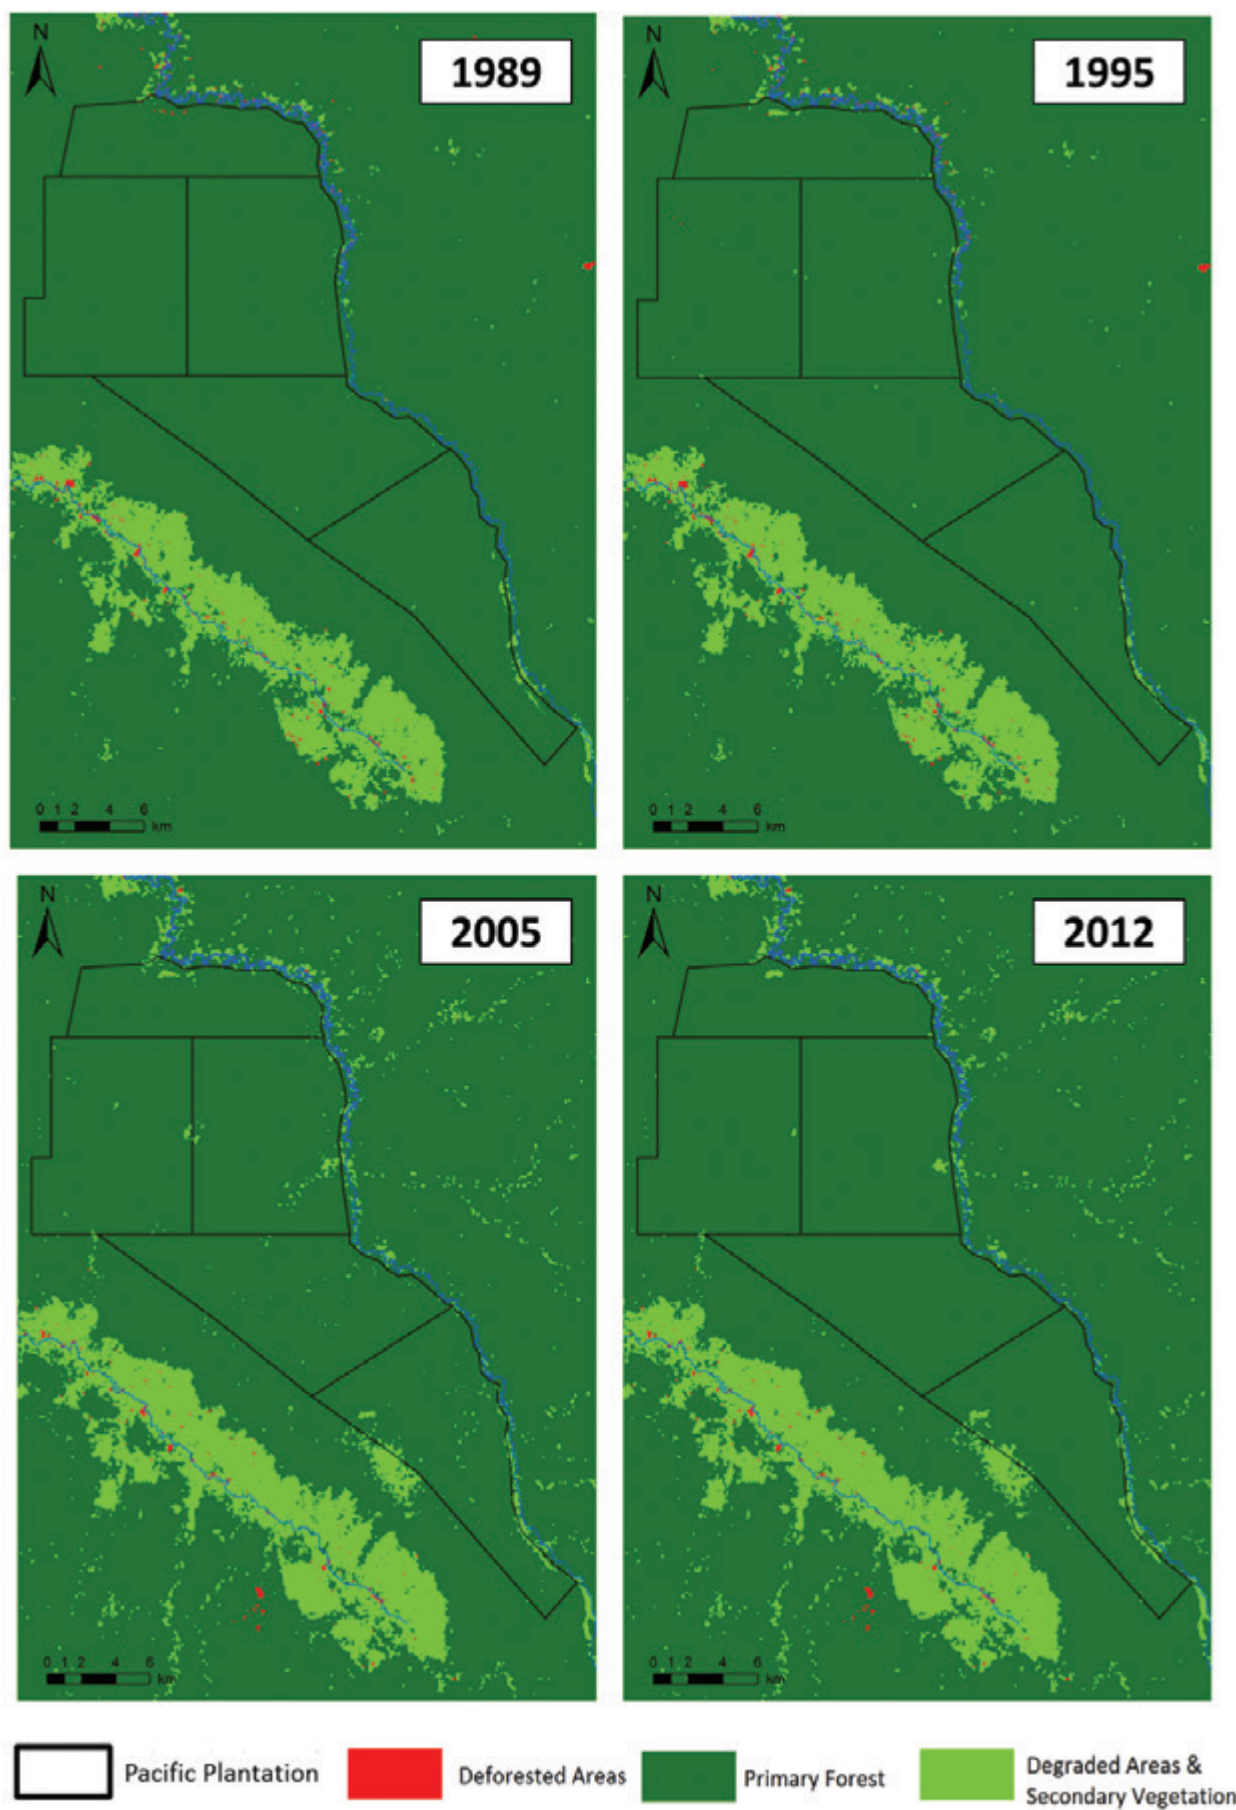 N
1989
N
1995
0 1 2 4 6
km
0 1 2 4 6
km
N
2005
N
2012
0 1 2 4 6
km
0 1 2 4 6
km
Pacific Plantation
Deforested Areas
Primary Forest
Degraded Areas &
Secondary Vegetation